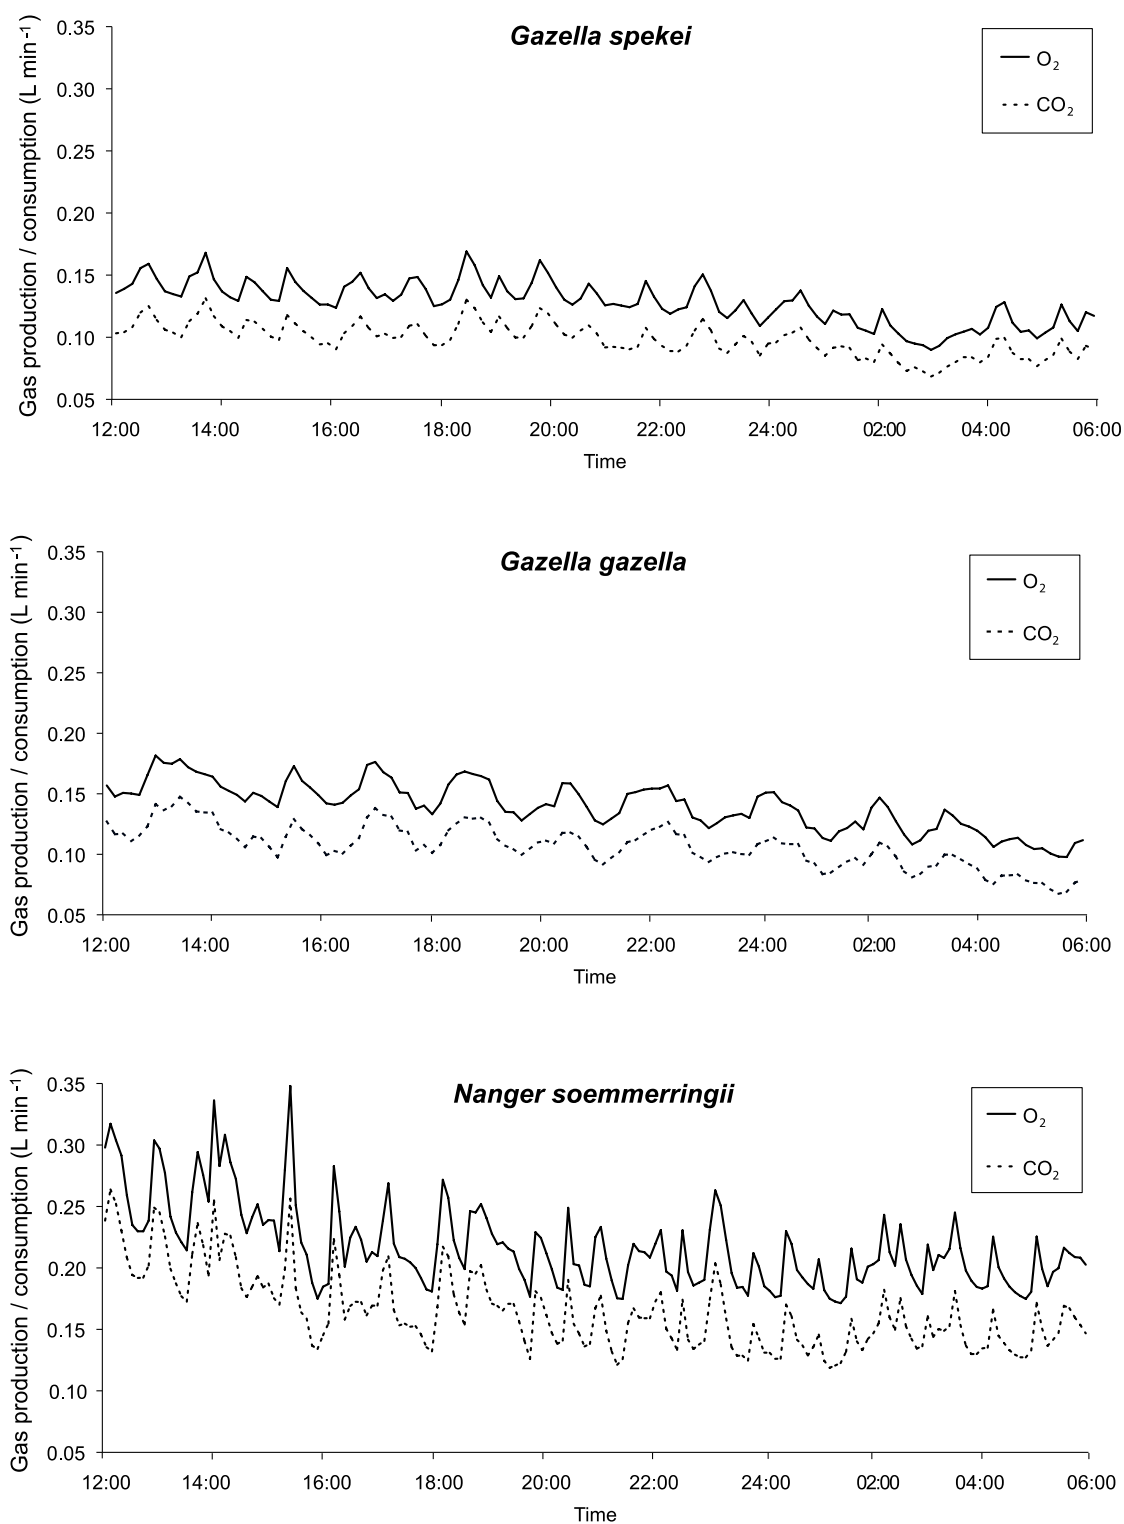 Gazella spekei
Gas production / consumption (L min⁻¹)
0.35
0.30
0.25
0.20
0.15
0.10
0.05
O₂
CO₂
12:00 14:00 16:00 18:00 20:00 22:00 24:00 02:00 04:00 06:00
Time
Gazella gazella
Gas production / consumption (L min⁻¹)
0.35
0.30
0.25
0.20
0.15
0.10
0.05
O₂
CO₂
12:00 14:00 16:00 18:00 20:00 22:00 24:00 02:00 04:00 06:00
Time
Nanger soemmerringii
Gas production / consumption (L min⁻¹)
0.35
0.30
0.25
0.20
0.15
0.10
0.05
O₂
CO₂
12:00 14:00 16:00 18:00 20:00 22:00 24:00 02:00 04:00 06:00
Time